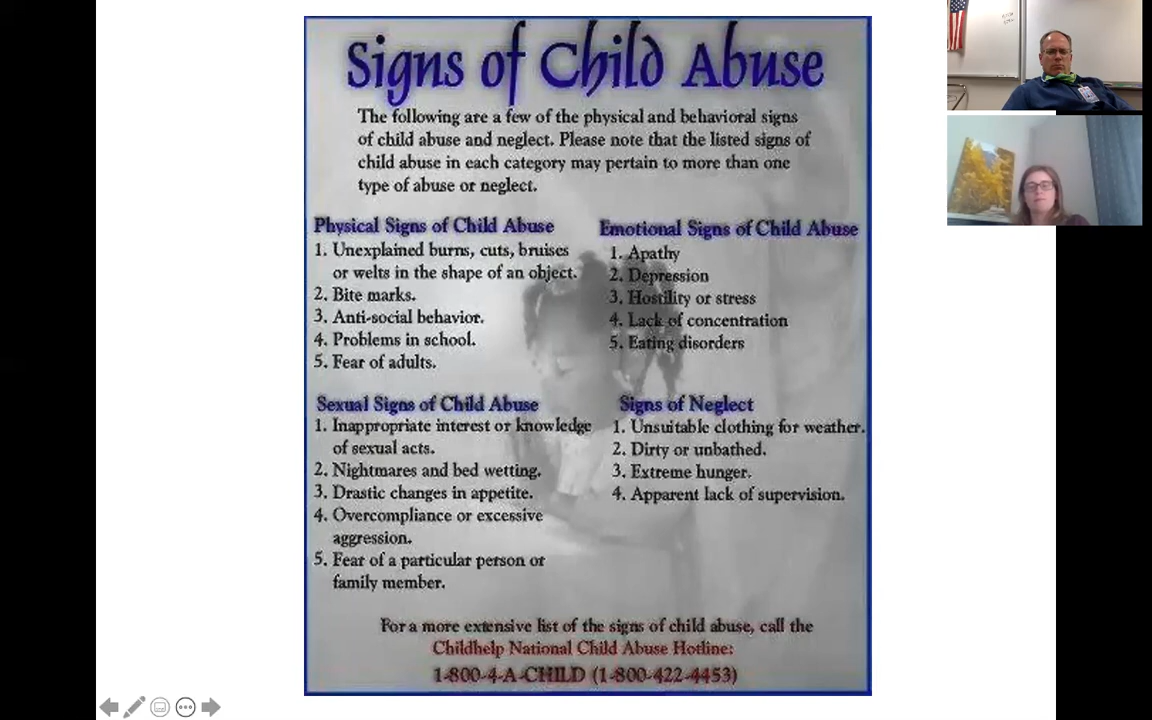 Signs of Child Abuse
The following are a few of the physical and behavioral signs
of child abuse and neglect. Please note that the listed signs of
child abuse in each category may pertain to more than one
type of abuse or neglect.
Physical Signs of Child Abuse
1. Unexplained burns, cuts, bruises
or welts in the shape of an object.
2. Bite marks.
3. Anti-social behavior.
4. Problems in school.
5. Fear of adults.
Emotional Signs of Child Abuse
1. Apathy
2. Depression
3. Hostility or stress
4. Lack of concentration
5. Eating disorders
Sexual Signs of Child Abuse
1. Inappropriate interest or knowledge
of sexual acts.
2. Nightmares and bed wetting.
3. Drastic changes in appetite.
4. Overcompliance or excessive
aggression.
5. Fear of a particular person or
family member.
Signs of Neglect
1. Unsuitable clothing for weather.
2. Dirty or unbathed.
3. Extreme hunger.
4. Apparent lack of supervision.
For a more extensive list of the signs of child abuse, call the
Childhelp National Child Abuse Hotline:
1-800-4-A-CHILD (1-800-422-4453)